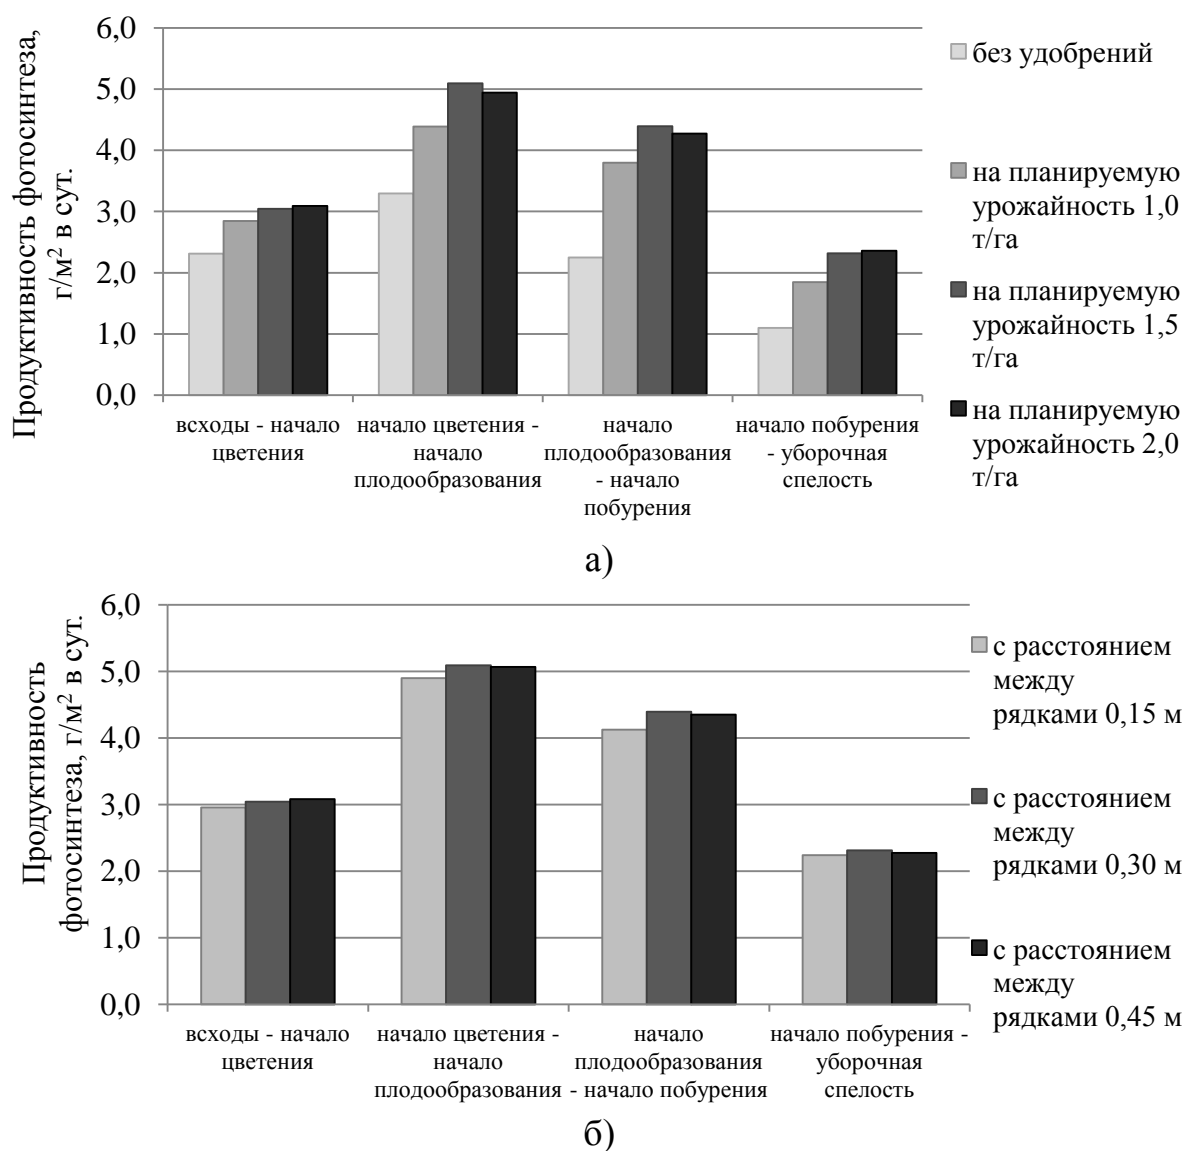 Продуктивность фотосинтеза,
г/м² в сут.
6,0
5,0
4,0
3,0
2,0
1,0
0,0
всходы - начало
цветения
начало цветения -
начало
плодообразования
начало
плодообразования
- начало
побурения
начало побурения
- уборочная
спелость
без удобрений
на планируемую
урожайность 1,0
т/га
на планируемую
урожайность 1,5
т/га
на планируемую
урожайность 2,0
т/га
а)
Продуктивность
фотосинтеза, г/м² в сут.
6,0
5,0
4,0
3,0
2,0
1,0
0,0
всходы - начало
цветения
начало цветения -
начало
плодообразования
начало
плодообразования
- начало побурения
начало побурения -
уборочная
спелость
с расстоянием
между
рядками 0,15 м
с расстоянием
между
рядками 0,30 м
с расстоянием
между
рядками 0,45 м
б)